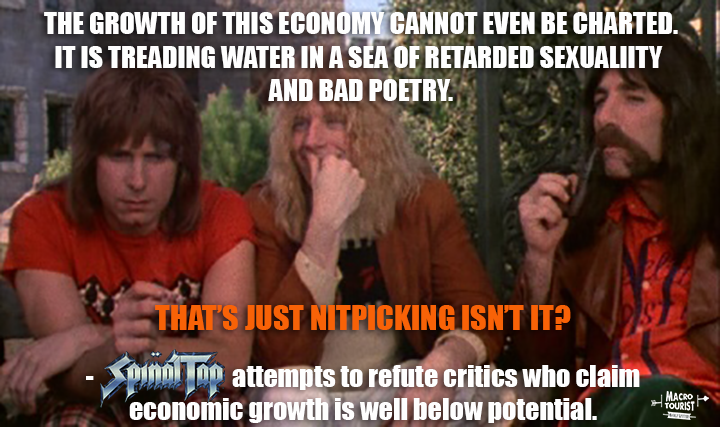 THE GROWTH OF THIS ECONOMY CANNOT EVEN BE CHARTED.
IT IS TREADING WATER IN A SEA OF RETARDED SEXUALIITY
AND BAD POETRY.
THAT'S JUST NITPICKING ISN'T IT?
- Spın̈al Tap attempts to refute critics who claim
economic growth is well below potential.
MACRO
TOURIST